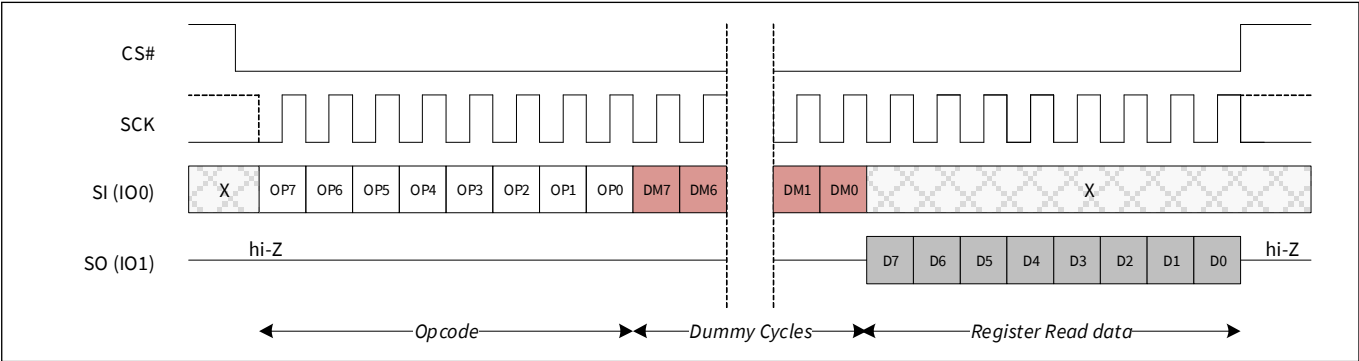 CS#
SCK
SI (IO0) X OP7 OP6 OP5 OP4 OP3 OP2 OP1 OP0 DM7 DM6 DM1 DM0 X
SO (IO1) hi-Z D7 D6 D5 D4 D3 D2 D1 D0 hi-Z
Opcode Dummy Cycles Register Read data